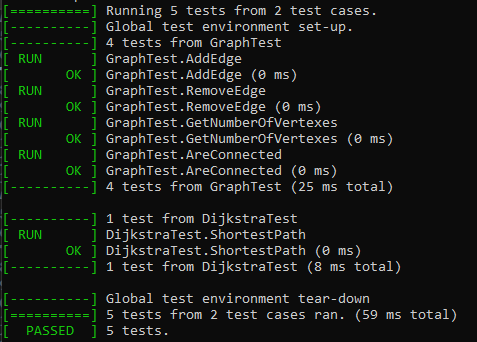 [==========] Running 5 tests from 2 test cases.
[----------] Global test environment set-up.
[----------] 4 tests from GraphTest
[ RUN      ] GraphTest.AddEdge
[       OK ] GraphTest.AddEdge (0 ms)
[ RUN      ] GraphTest.RemoveEdge
[       OK ] GraphTest.RemoveEdge (0 ms)
[ RUN      ] GraphTest.GetNumberOfVertexes
[       OK ] GraphTest.GetNumberOfVertexes (0 ms)
[ RUN      ] GraphTest.AreConnected
[       OK ] GraphTest.AreConnected (0 ms)
[----------] 4 tests from GraphTest (25 ms total)
[----------] 1 test from DijkstraTest
[ RUN      ] DijkstraTest.ShortestPath
[       OK ] DijkstraTest.ShortestPath (0 ms)
[----------] 1 test from DijkstraTest (8 ms total)
[----------] Global test environment tear-down
[==========] 5 tests from 2 test cases ran. (59 ms total)
[  PASSED  ] 5 tests.